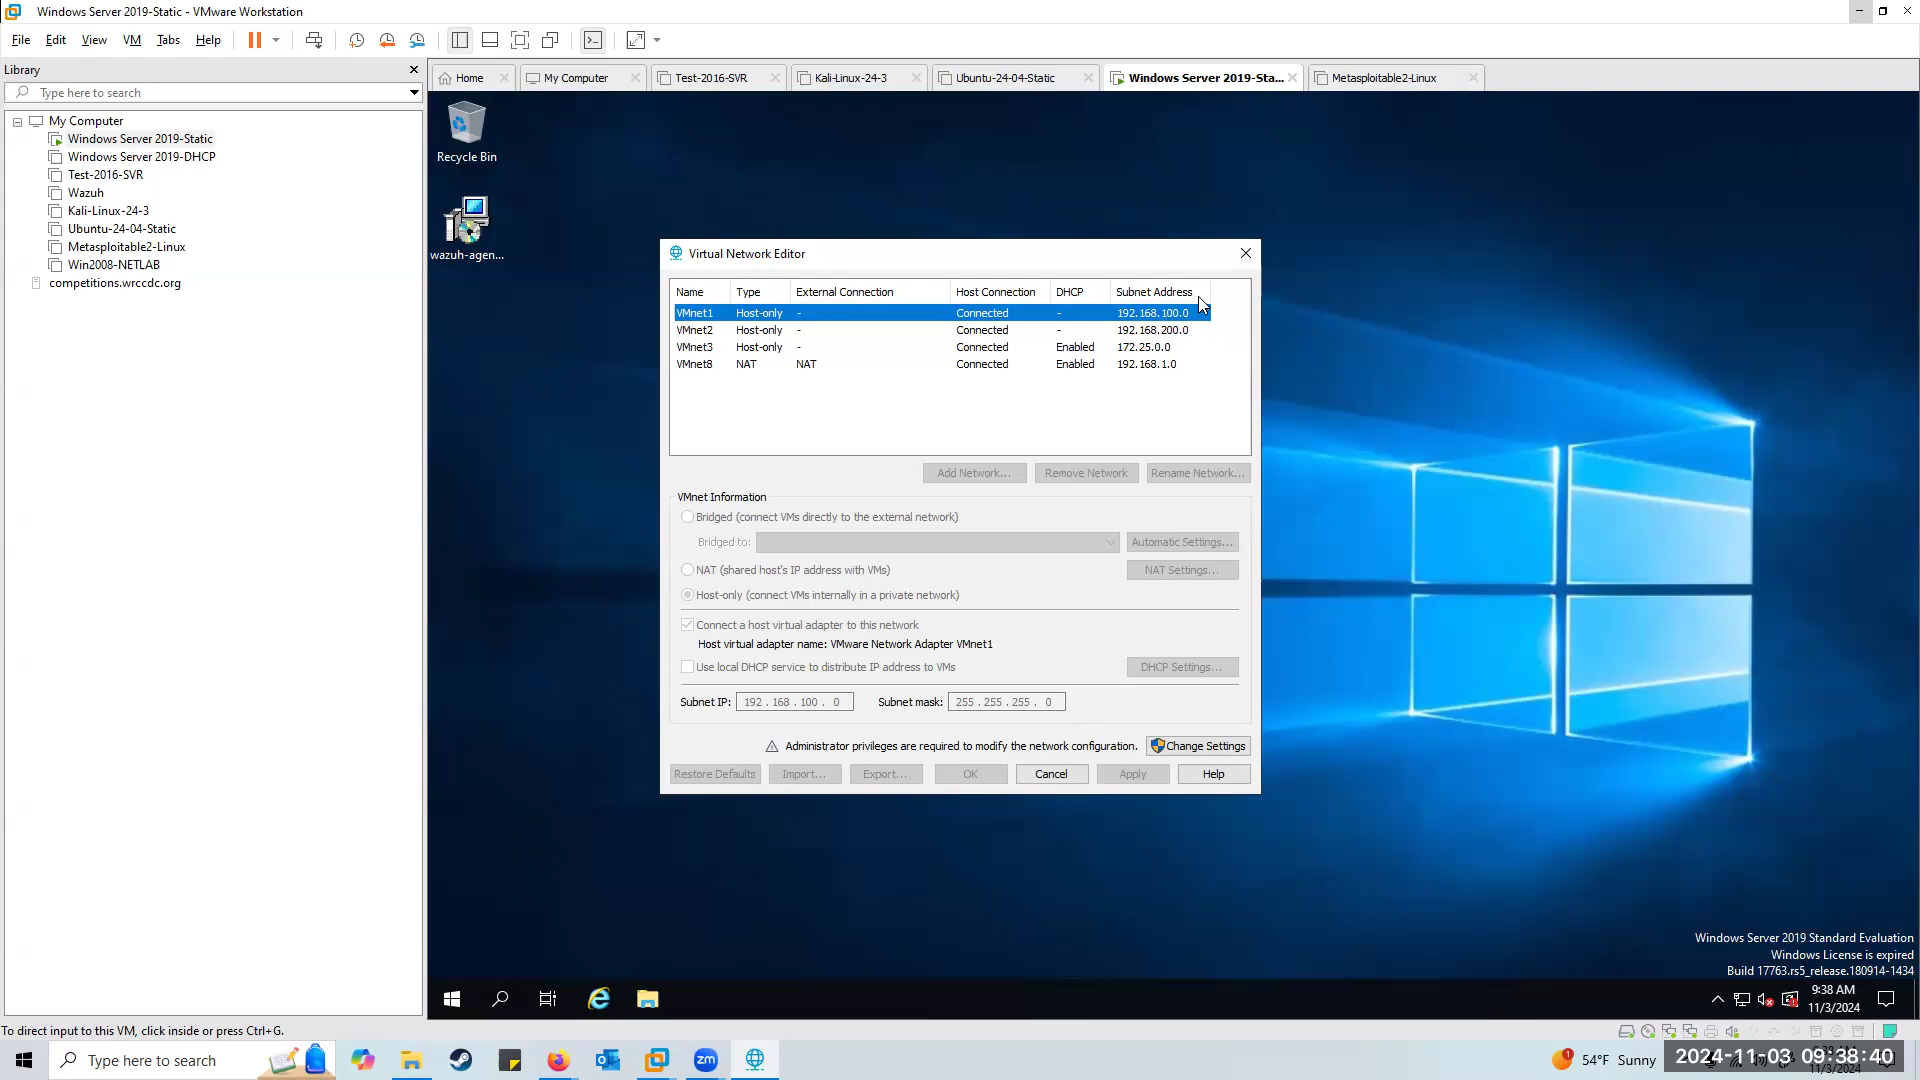 Windows Server 2019-Static - VMware Workstation
File Edit View VM Tabs Help
Library
Type here to search
My Computer
Windows Server 2019-Static
Windows Server 2019-DHCP
Test-2016-SVR
Wazuh
Kali-Linux-24-3
Ubuntu-24-04-Static
Metasploitable2-Linux
Win2008-NETLAB
competitions.wrccdc.org
Home My Computer Test-2016-SVR Kali-Linux-24-3 Ubuntu-24-04-Static Windows Server 2019-Sta... Metasploitable2-Linux
Recycle Bin
wazuh-agen...
Virtual Network Editor
Name Type External Connection Host Connection DHCP Subnet Address
VMnet1 Host-only - Connected - 192.168.100.0
VMnet2 Host-only - Connected - 192.168.200.0
VMnet3 Host-only - Connected Enabled 172.25.0.0
VMnet8 NAT NAT Connected Enabled 192.168.1.0
Add Network... Remove Network Rename Network...
VMnet Information
Bridged (connect VMs directly to the external network)
Bridged to: Automatic Settings...
NAT (shared host's IP address with VMs) NAT Settings...
Host-only (connect VMs internally in a private network)
Connect a host virtual adapter to this network
Host virtual adapter name: VMware Network Adapter VMnet1
Use local DHCP service to distribute IP address to VMs DHCP Settings...
Subnet IP: 192 . 168 . 100 . 0 Subnet mask: 255 . 255 . 255 . 0
Administrator privileges are required to modify the network configuration. Change Settings
Restore Defaults Import... Export... OK Cancel Apply Help
Windows Server 2019 Standard Evaluation
Windows License is expired
Build 17763.rs5_release.180914-1434
9:38 AM
11/3/2024
To direct input to this VM, click inside or press Ctrl+G.
Type here to search
zm
1
54°F Sunny
2024-11-03 09:38:40
11/3/2024